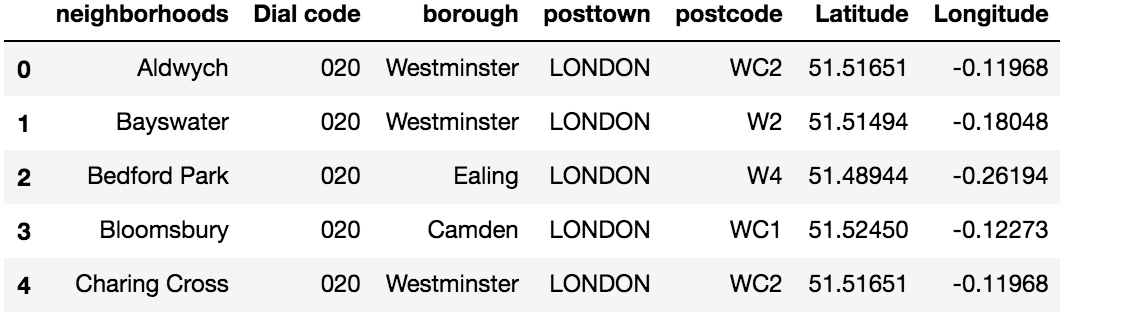 neighborhoods Dial code borough posttown postcode Latitude Longitude
0 Aldwych 020 Westminster LONDON WC2 51.51651 -0.11968
1 Bayswater 020 Westminster LONDON W2 51.51494 -0.18048
2 Bedford Park 020 Ealing LONDON W4 51.48944 -0.26194
3 Bloomsbury 020 Camden LONDON WC1 51.52450 -0.12273
4 Charing Cross 020 Westminster LONDON WC2 51.51651 -0.11968